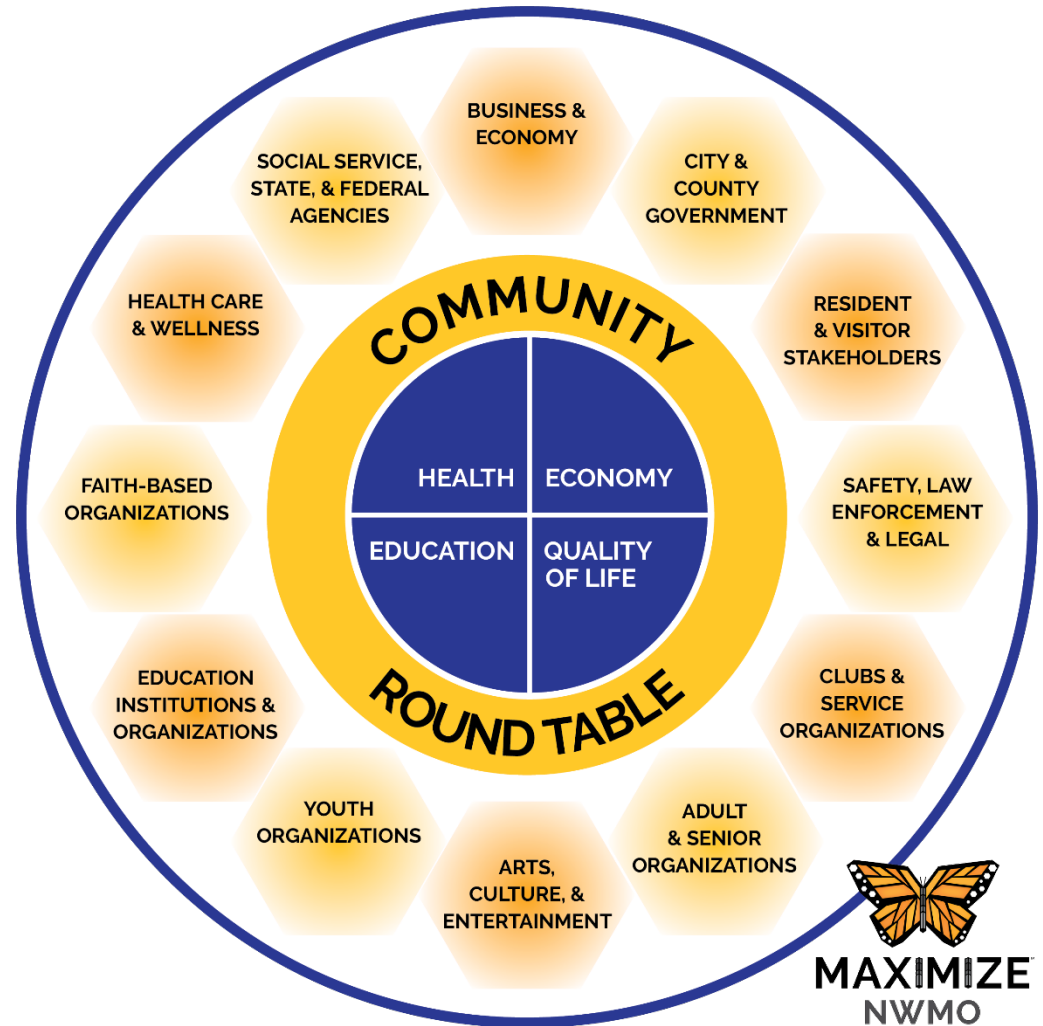 BUSINESS &
ECONOMY
CITY &
COUNTY
GOVERNMENT
RESIDENT
& VISITOR
STAKEHOLDERS
SAFETY, LAW
ENFORCEMENT
& LEGAL
CLUBS &
SERVICE
ORGANIZATIONS
ADULT
& SENIOR
ORGANIZATIONS
ARTS,
CULTURE, &
ENTERTAINMENT
YOUTH
ORGANIZATIONS
EDUCATION
INSTITUTIONS &
ORGANIZATIONS
FAITH-BASED
ORGANIZATIONS
HEALTH CARE
& WELLNESS
SOCIAL SERVICE,
STATE, & FEDERAL
AGENCIES
COMMUNITY
ROUND TABLE
HEALTH
ECONOMY
EDUCATION
QUALITY
OF LIFE
MAXIMIZE
NWMO